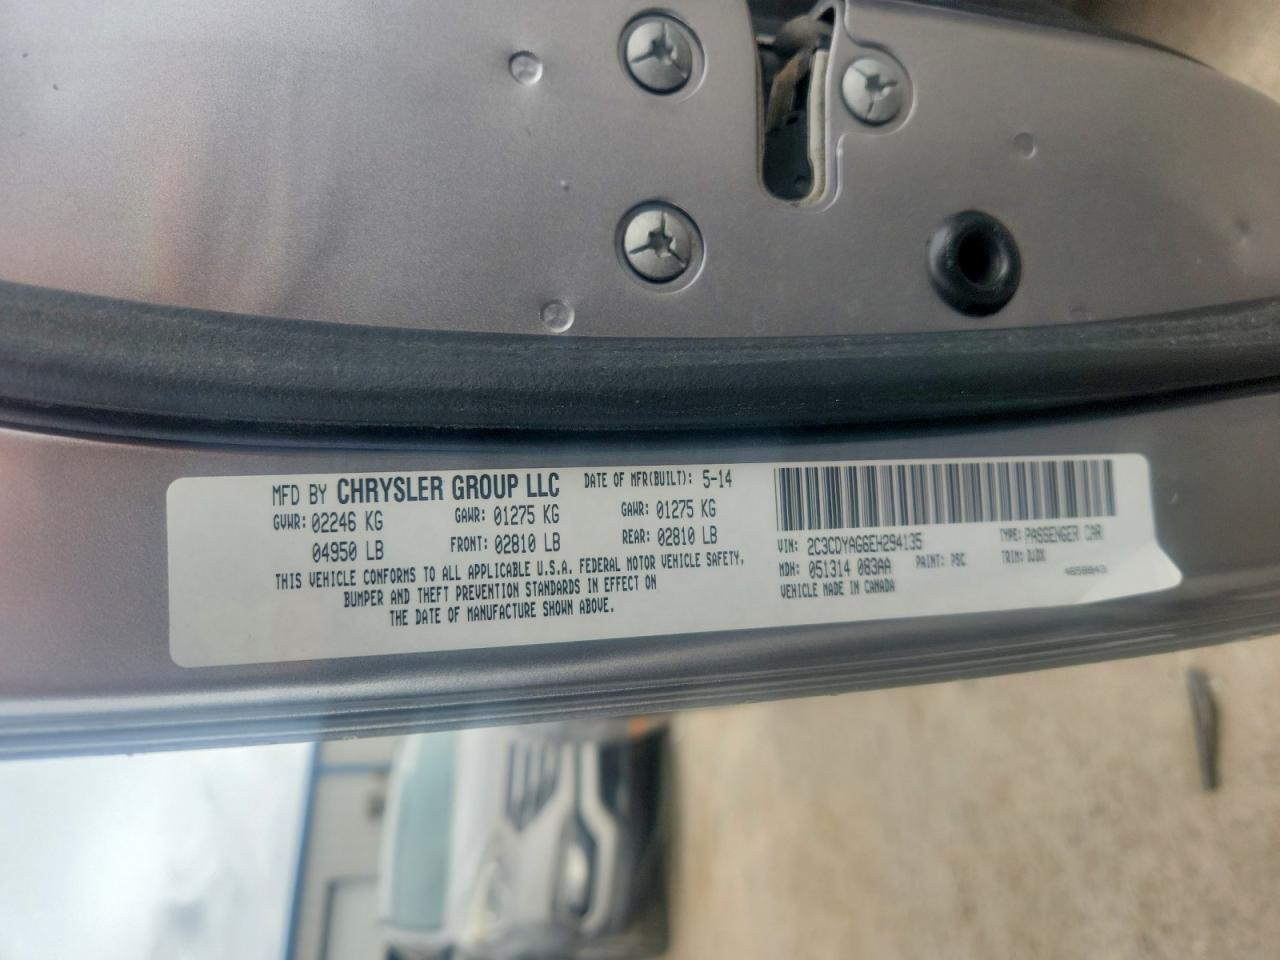 MFD BY CHRYSLER GROUP LLC DATE OF MFR(BUILT): 5-14
GVWR: 02246 KG GAWR: 01275 KG GAWR: 01275 KG
04950 LB FRONT: 02810 LB REAR: 02810 LB
THIS VEHICLE CONFORMS TO ALL APPLICABLE U.S.A. FEDERAL MOTOR VEHICLE SAFETY,
BUMPER AND THEFT PREVENTION STANDARDS IN EFFECT ON
THE DATE OF MANUFACTURE SHOWN ABOVE.
VIN: 2C3CDYAG6EH294135 TYPE: PASSENGER CAR
MDH: 051314 083AA PAINT: PSC TRIM: DJDX
VEHICLE MADE IN CANADA